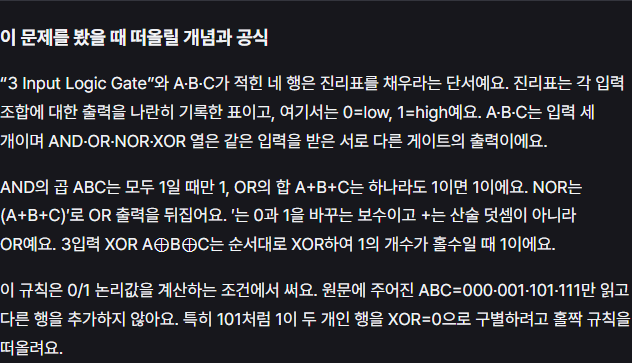 이 문제를 봤을 때 떠올릴 개념과 공식
“3 Input Logic Gate”와 A·B·C가 적힌 네 행은 진리표를 채우라는 단서예요. 진리표는 각 입력
조합에 대한 출력을 나란히 기록한 표이고, 여기서는 0=low, 1=high예요. A·B·C는 입력 세
개이며 AND·OR·NOR·XOR 열은 같은 입력을 받은 서로 다른 게이트의 출력이에요.
AND의 곱 ABC는 모두 1일 때만 1, OR의 합 A+B+C는 하나라도 1이면 1이에요. NOR는
(A+B+C)′로 OR 출력을 뒤집어요. ′는 0과 1을 바꾸는 보수이고 +는 산술 덧셈이 아니라
OR예요. 3입력 XOR A⊕B⊕C는 순서대로 XOR하여 1의 개수가 홀수일 때 1이에요.
이 규칙은 0/1 논리값을 계산하는 조건에서 써요. 원문에 주어진 ABC=000·001·101·111만 읽고
다른 행을 추가하지 않아요. 특히 101처럼 1이 두 개인 행을 XOR=0으로 구별하려고 홀짝 규칙을
떠올려요.